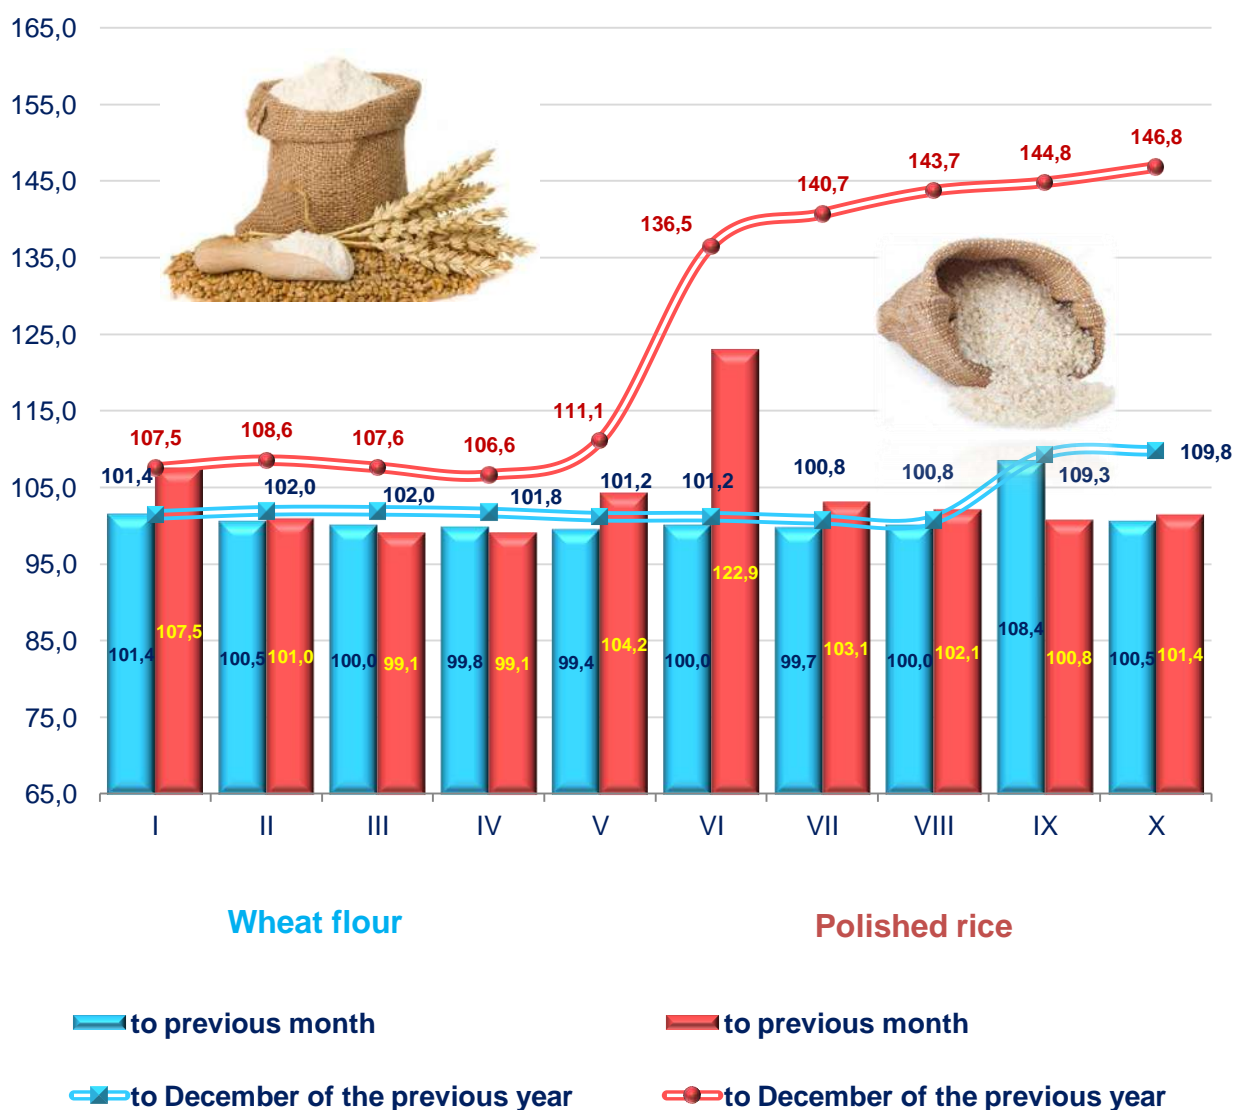 165,0
155,0
145,0
135,0
125,0
115,0
105,0
95,0
85,0
75,0
65,0
107,5 108,6 107,6 106,6 111,1 136,5 140,7 143,7 144,8 146,8
101,4 102,0 102,0 101,8 101,2 101,2 100,8 100,8 109,3 109,8
101,4 100,5 100,0 99,8 99,4 100,0 99,7 100,0 108,4 100,5
107,5 101,0 99,1 99,1 104,2 122,9 103,1 102,1 100,8 101,4
I II III IV V VI VII VIII IX X
Wheat flour
Polished rice
to previous month
to previous month
to December of the previous year
to December of the previous year